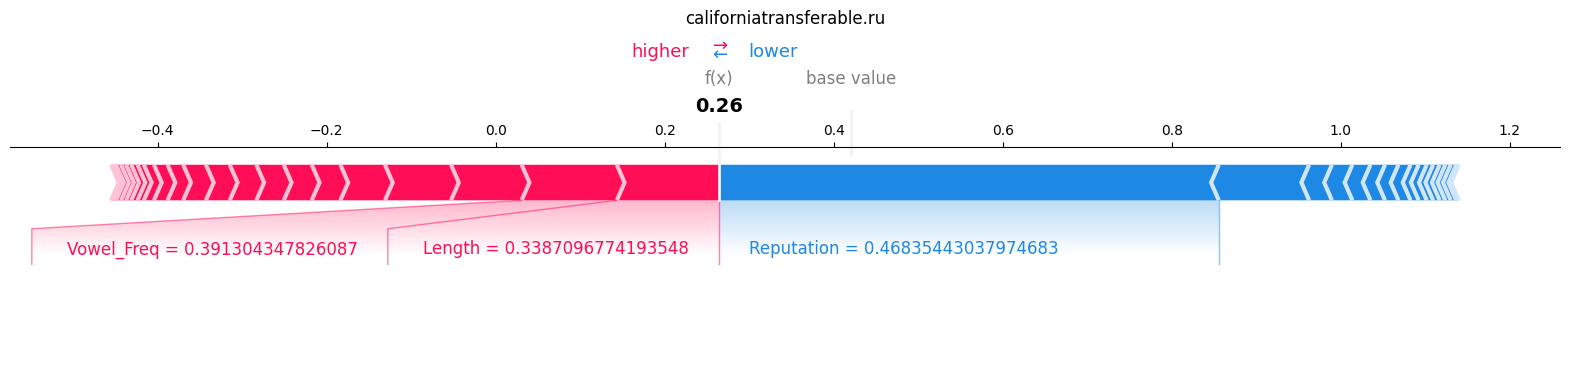 californiatransferable.ru
higher ⇄ lower
f(x) base value
0.26
−0.4 −0.2 0.0 0.2 0.4 0.6 0.8 1.0 1.2
Vowel_Freq = 0.391304347826087 Length = 0.3387096774193548 Reputation = 0.46835443037974683